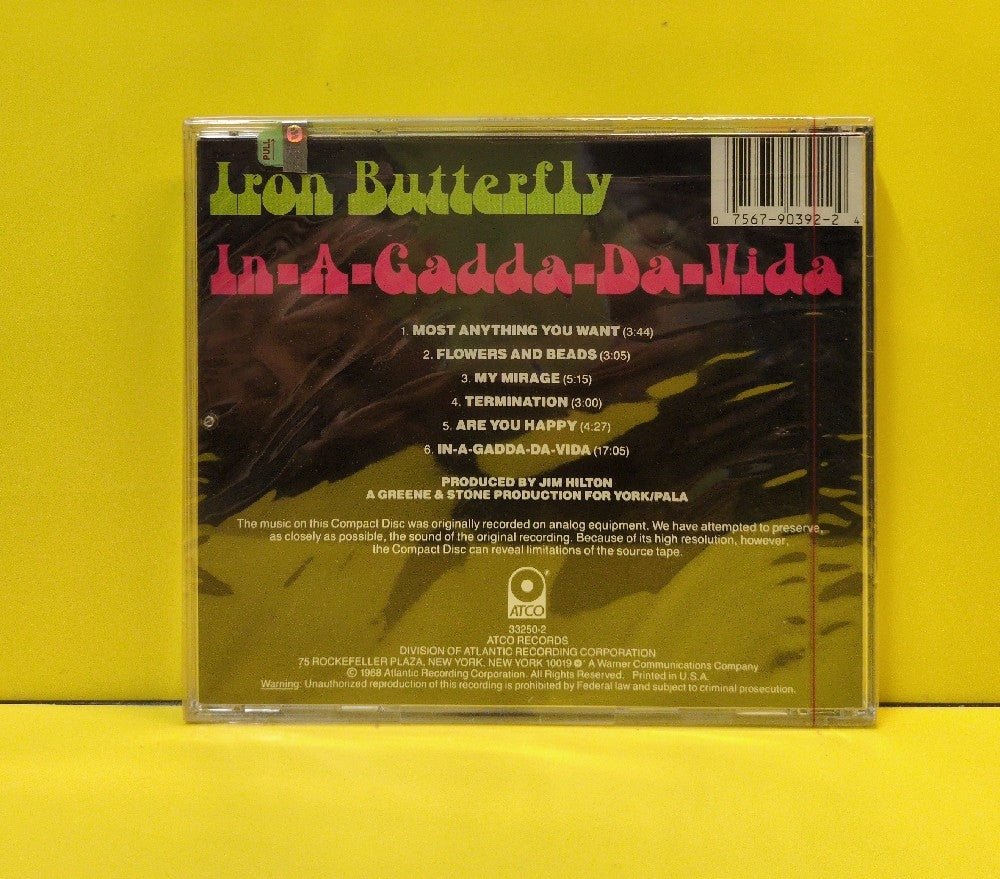 PULL
Iron Butterfly
0 7567-90392-2 4
In-A-Gadda-Da-Vida
1. MOST ANYTHING YOU WANT (3:44)
2. FLOWERS AND BEADS (3:05)
3. MY MIRAGE (5:15)
4. TERMINATION (3:00)
5. ARE YOU HAPPY (4:27)
6. IN-A-GADDA-DA-VIDA (17:05)
PRODUCED BY JIM HILTON
A GREENE & STONE PRODUCTION FOR YORK/PALA
The music on this Compact Disc was originally recorded on analog equipment. We have attempted to preserve,
as closely as possible, the sound of the original recording. Because of its high resolution, however,
the Compact Disc can reveal limitations of the source tape.
ATCO®
33250-2
ATCO RECORDS
DIVISION OF ATLANTIC RECORDING CORPORATION
75 ROCKEFELLER PLAZA, NEW YORK, NEW YORK 10019 ℗ A Warner Communications Company
© 1968 Atlantic Recording Corporation. All Rights Reserved. Printed in U.S.A.
Warning: Unauthorized reproduction of this recording is prohibited by Federal law and subject to criminal prosecution.